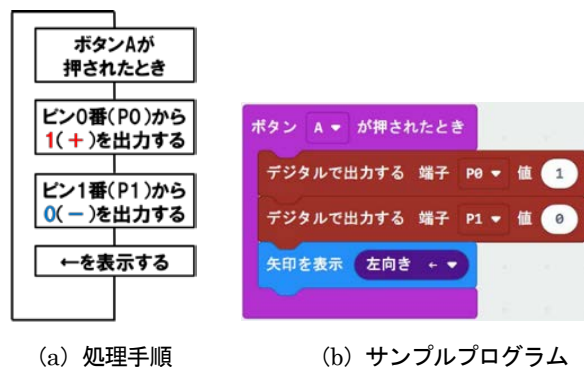 ボタンAが
押されたとき
ピン0番(P0)から
1(+)を出力する
ピン1番(P1)から
0(−)を出力する
←を表示する
ボタン A が押されたとき
デジタルで出力する 端子 P0 値 1
デジタルで出力する 端子 P1 値 0
矢印を表示 左向き ←
(a) 処理手順
(b) サンプルプログラム